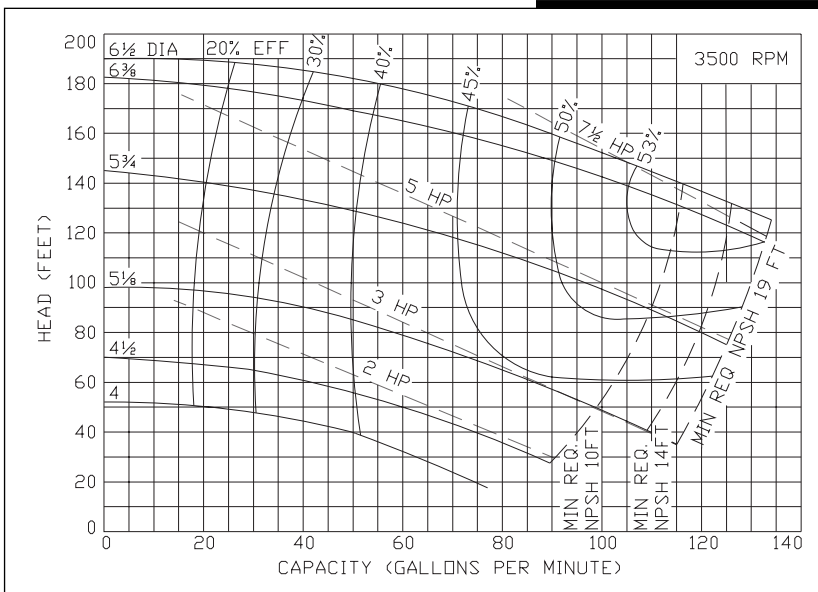 200
6½ DIA 20% EFF 30% 40% 3500 RPM
6⅜
180
45%
160
50% 7½ HP 53%
5¾
140
5 HP
120
HEAD (FEET)
100
5⅛
3 HP
80
4½
2 HP
60
4
40
MIN REQ. NPSH 10FT
MIN REQ. NPSH 14FT
MIN REQ NPSH 19 FT
20
0
0 20 40 60 80 100 120 140
CAPACITY (GALLONS PER MINUTE)